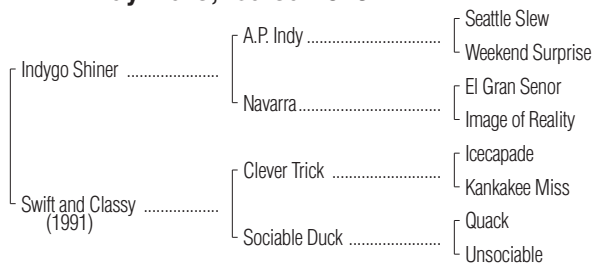 Seattle Slew
A.P. Indy
Weekend Surprise
Indygo Shiner
El Gran Senor
Navarra
Image of Reality
Icecapade
Clever Trick
Kankakee Miss
Swift and Classy
(1991)
Quack
Sociable Duck
Unsociable